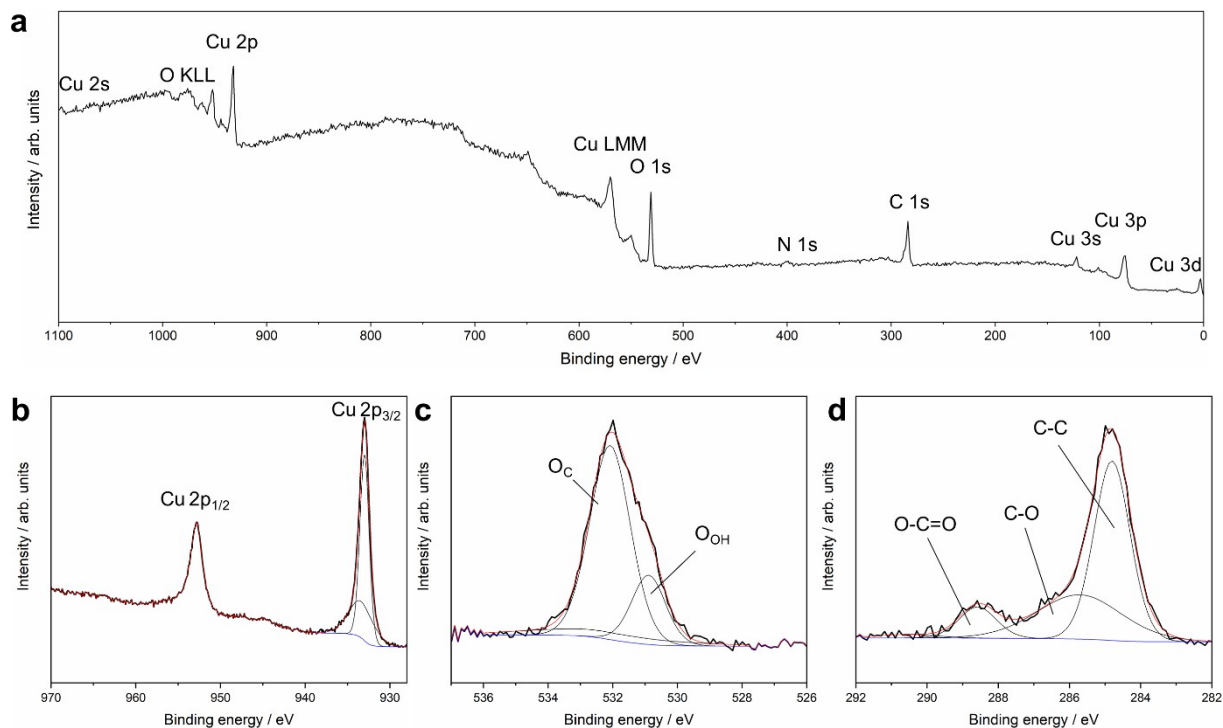 a
Cu 2s
O KLL
Cu 2p
Cu LMM
O 1s
N 1s
C 1s
Cu 3s
Cu 3p
Cu 3d
Intensity / arb. units
1100 1000 900 800 700 600 500 400 300 200 100 0
Binding energy / eV
b
Cu 2p1/2
Cu 2p3/2
Intensity / arb. units
970 960 950 940 930
Binding energy / eV
c
OC
OOH
Intensity / arb. units
536 534 532 530 528 526
Binding energy / eV
d
O-C=O
C-O
C-C
Intensity / arb. units
292 290 288 286 284 282
Binding energy / eV